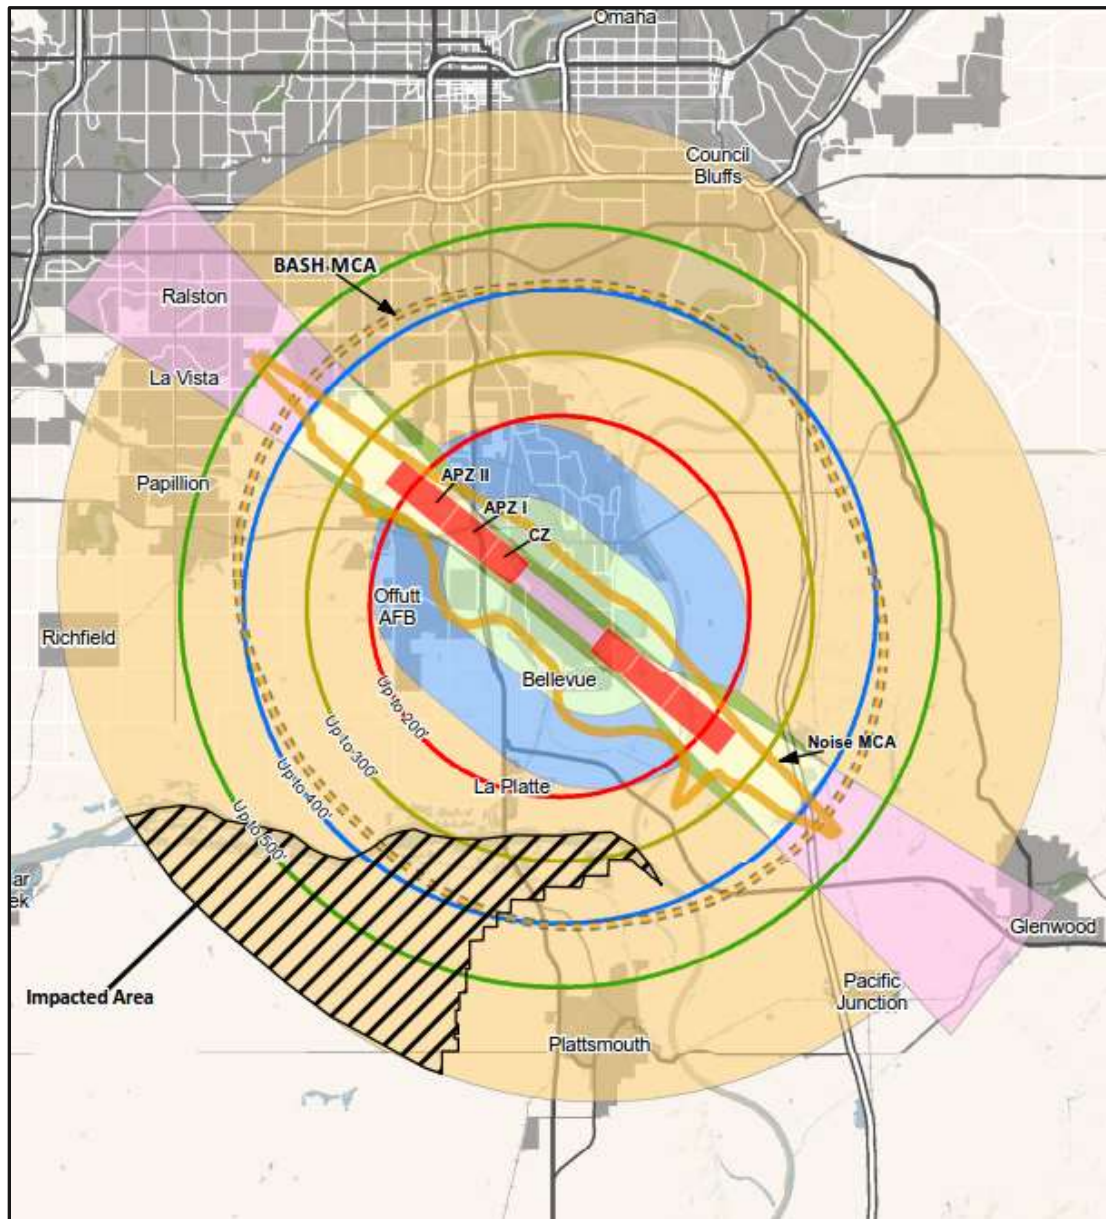 Omaha
Council
Bluffs
BASH MCA
Ralston
La Vista
APZ II
Papillion
APZ I
CZ
Offutt
AFB
Richfield
Bellevue
Up to 200'
Noise MCA
Up to 300'
La Platte
Up to 400'
Up to 500'
ar
ek
Glenwood
Pacific
Junction
Impacted Area
Plattsmouth